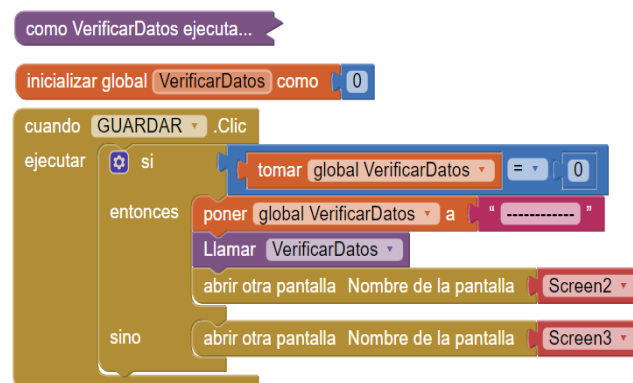 como VerificarDatos ejecuta...
inicializar global VerificarDatos como 0
cuando GUARDAR .Clic
ejecutar si tomar global VerificarDatos = 0
entonces poner global VerificarDatos a " ------------ "
Llamar VerificarDatos
abrir otra pantalla Nombre de la pantalla Screen2
sino abrir otra pantalla Nombre de la pantalla Screen3